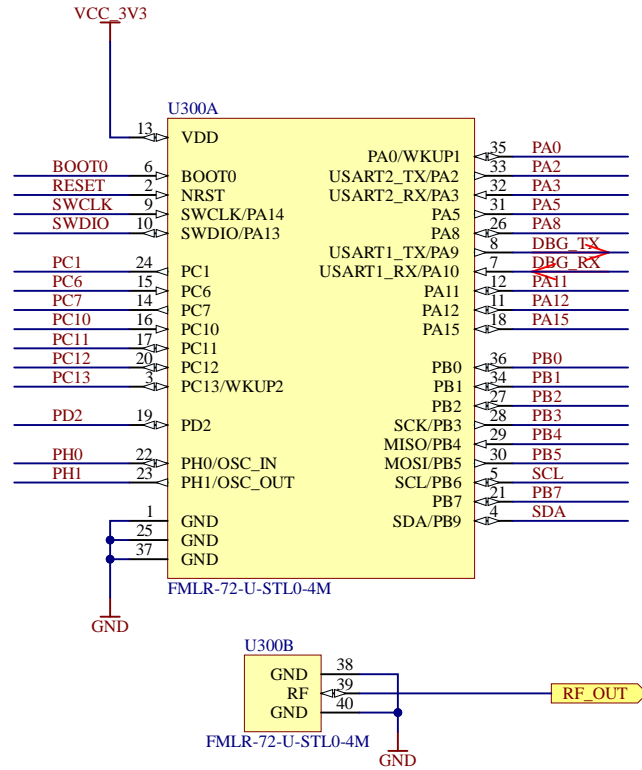 VCC_3V3
U300A
13 VDD
35 PA0/WKUP1 PA0
BOOT0 6 BOOT0
33 USART2_TX/PA2 PA2
RESET 2 NRST
32 USART2_RX/PA3 PA3
SWCLK 9 SWCLK/PA14
31 PA5 PA5
SWDIO 10 SWDIO/PA13
26 PA8 PA8
8 USART1_TX/PA9 DBG_TX
PC1 24 PC1
7 USART1_RX/PA10 DBG_RX
PC6 15 PC6
12 PA11 PA11
PC7 14 PC7
11 PA12 PA12
PC10 16 PC10
18 PA15 PA15
PC11 17 PC11
PC12 20 PC12
36 PB0 PB0
PC13 3 PC13/WKUP2
34 PB1 PB1
27 PB2 PB2
PD2 19 PD2
28 SCK/PB3 PB3
29 MISO/PB4 PB4
PH0 22 PH0/OSC_IN
30 MOSI/PB5 PB5
PH1 23 PH1/OSC_OUT
5 SCL/PB6 SCL
21 PB7 PB7
1 GND
4 SDA/PB9 SDA
25 GND
37 GND
FMLR-72-U-STL0-4M
GND
U300B
GND 38
RF 39 RF_OUT
GND 40
FMLR-72-U-STL0-4M
GND